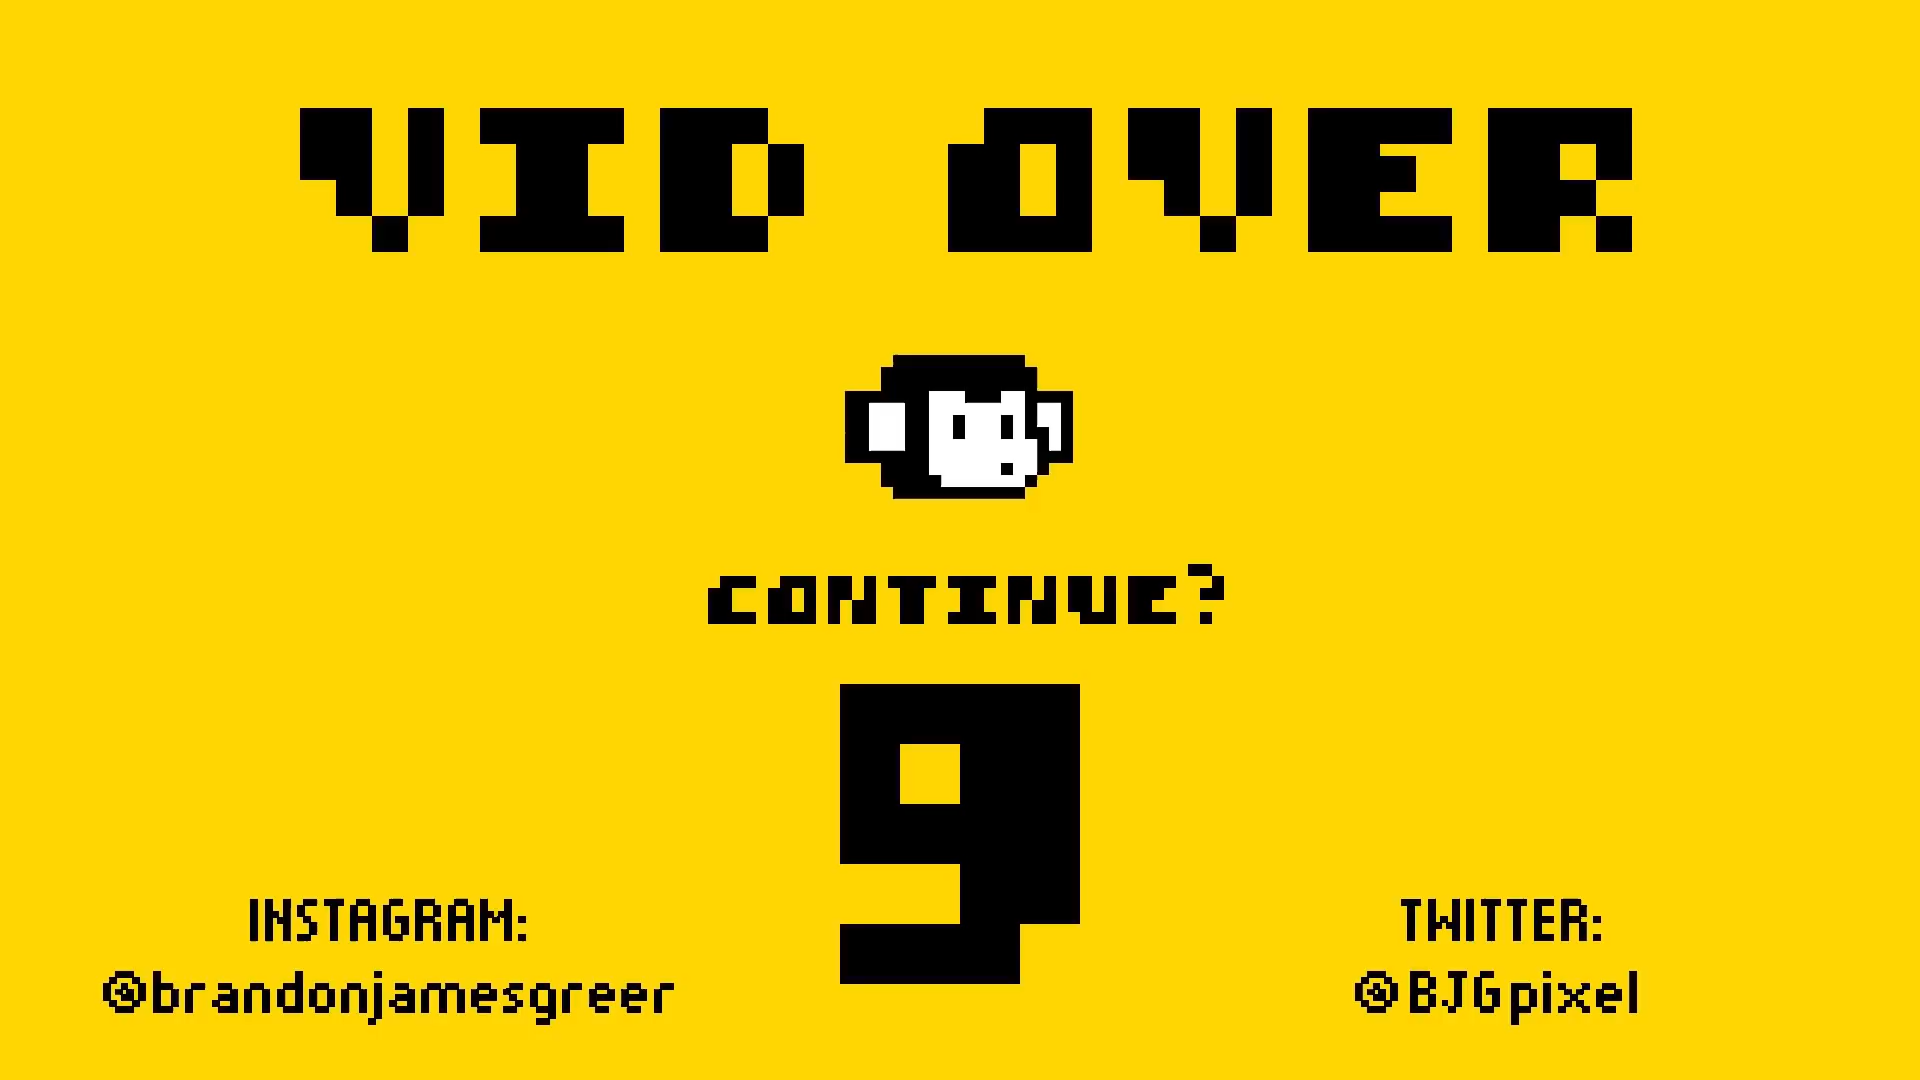 VID OVER
CONTINUE?
9
INSTAGRAM:
@brandonjamesgreer
TWITTER:
@BJGpixel